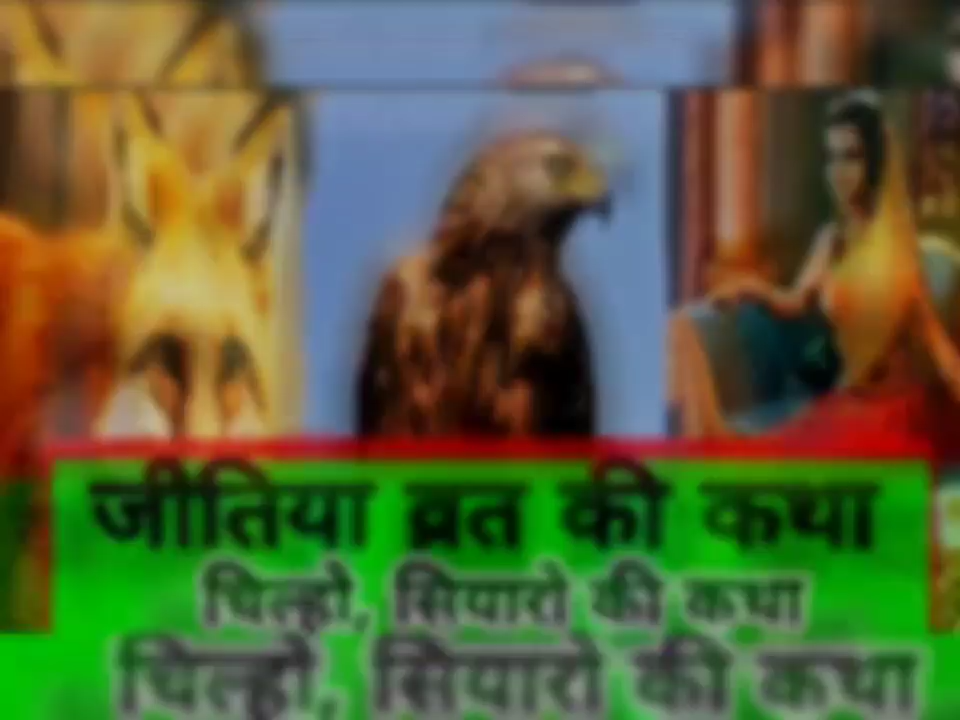 जीतिया व्रत की कथा
चिल्हो, सियारो की कथा
चिल्हो, सियारो की कथा